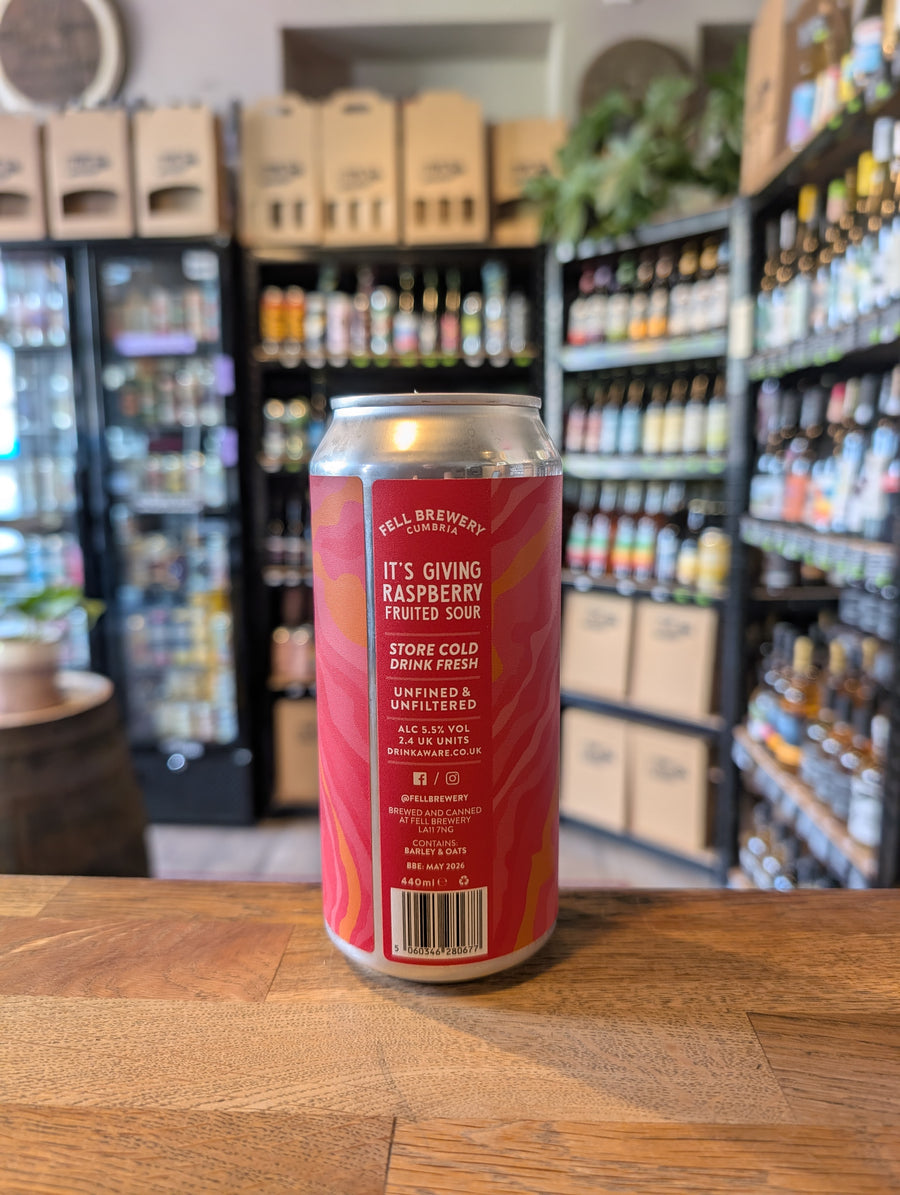 FELL BREWERY
CUMBRIA
IT'S GIVING
RASPBERRY
FRUITED SOUR
STORE COLD
DRINK FRESH
UNFINED &
UNFILTERED
ALC 5.5% VOL
2.4 UK UNITS
DRINKAWARE.CO.UK
/
@FELLBREWERY
BREWED AND CANNED
AT FELL BREWERY
LA11 7NG
CONTAINS:
BARLEY & OATS
BBE: MAY 2026
440ml ℮
5 060346 280677